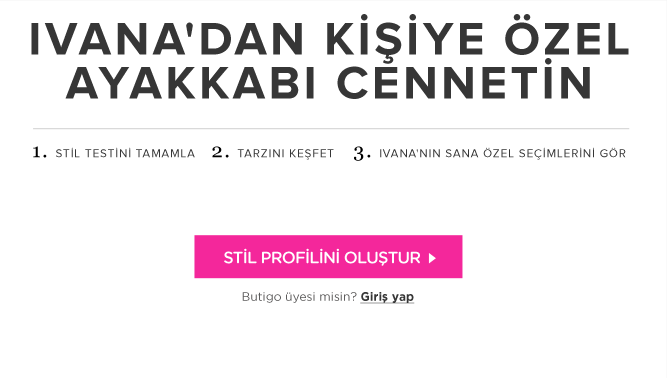 IVANA'DAN KİŞİYE ÖZEL
AYAKKABI CENNETİN
1. STİL TESTİNİ TAMAMLA 2. TARZINI KEŞFET 3. IVANA'NIN SANA ÖZEL SEÇİMLERİNİ GÖR
STİL PROFİLİNİ OLUŞTUR
Butigo üyesi misin? Giriş yap